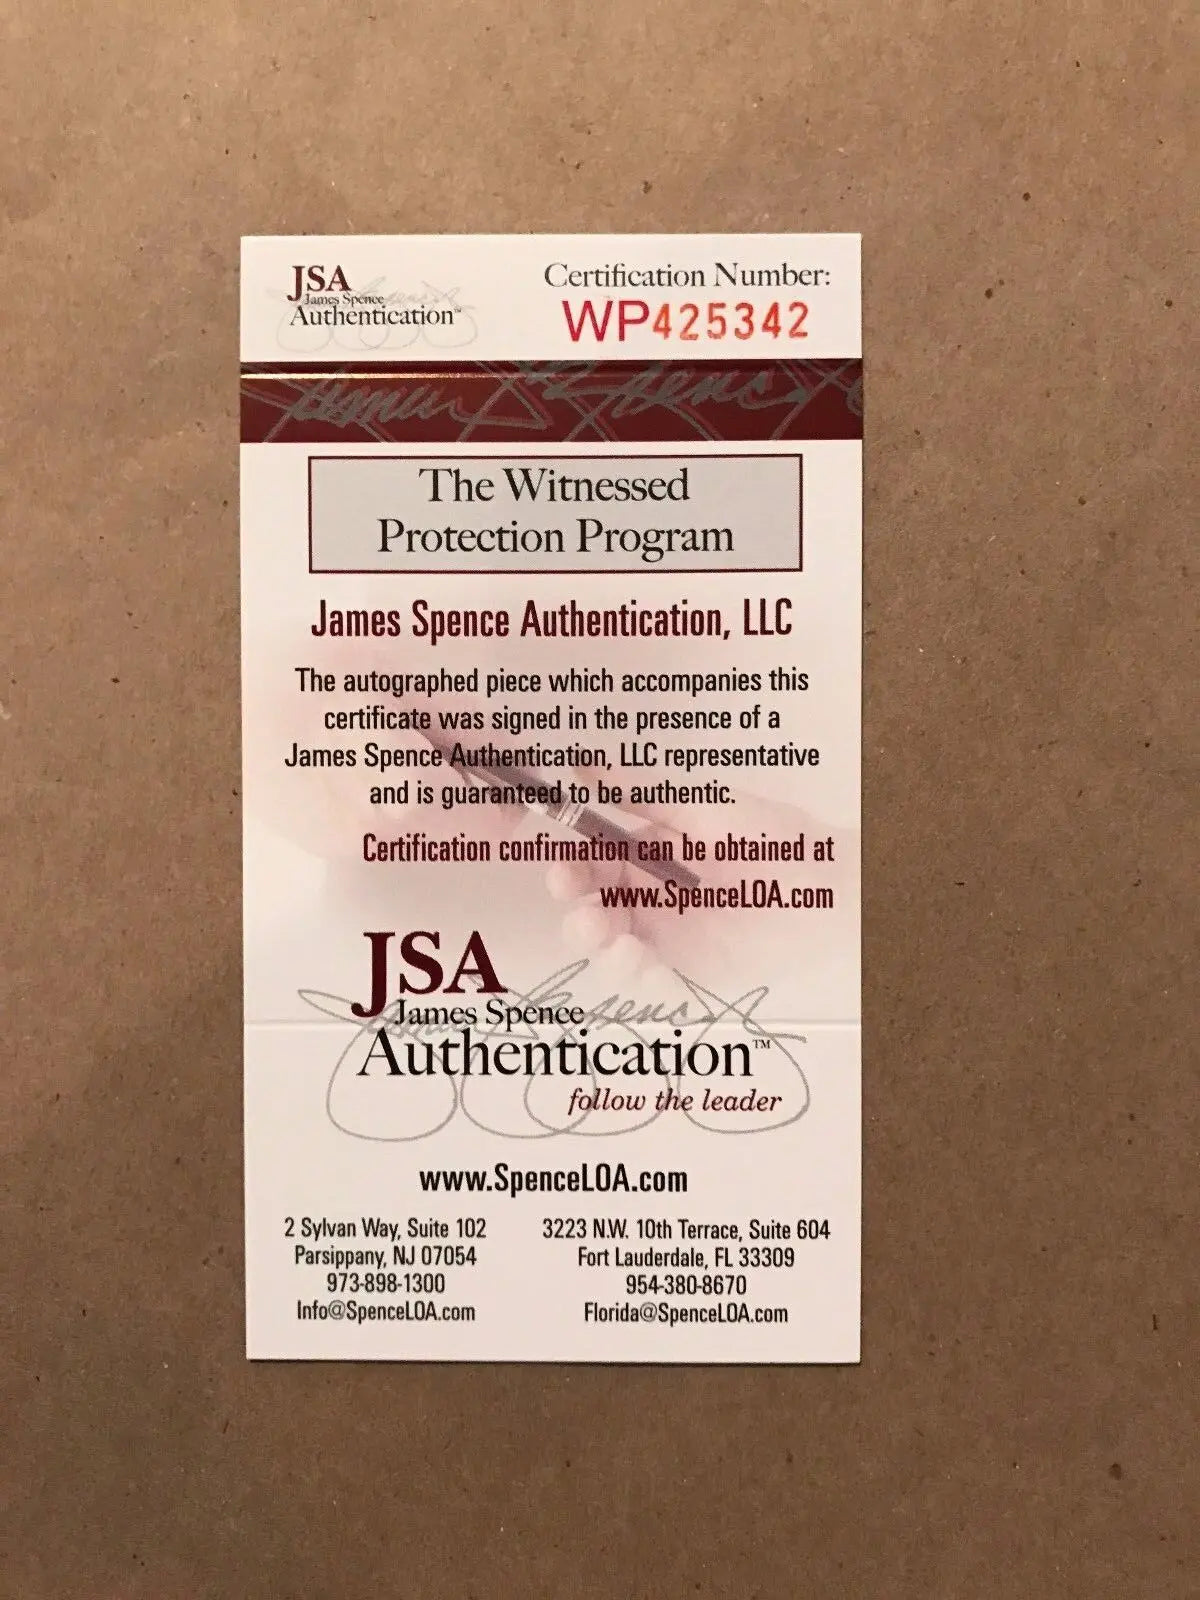 JSA
James Spence
Authentication™
Certification Number:
WP425342
James Spence
The Witnessed
Protection Program
James Spence Authentication, LLC
The autographed piece which accompanies this
certificate was signed in the presence of a
James Spence Authentication, LLC representative
and is guaranteed to be authentic.
Certification confirmation can be obtained at
www.SpenceLOA.com
JSA
James Spence
Authentication™
follow the leader
www.SpenceLOA.com
2 Sylvan Way, Suite 102
Parsippany, NJ 07054
973-898-1300
Info@SpenceLOA.com
3223 N.W. 10th Terrace, Suite 604
Fort Lauderdale, FL 33309
954-380-8670
Florida@SpenceLOA.com